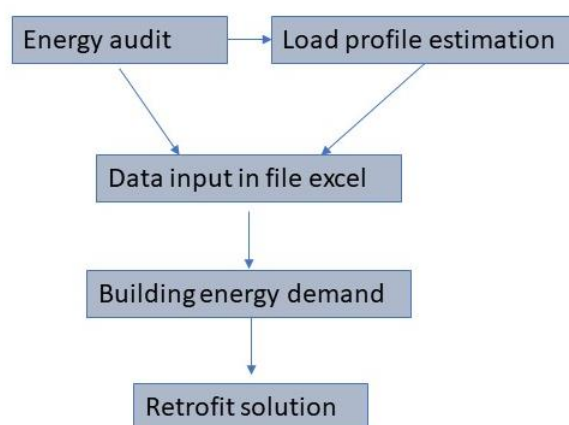 Energy audit
Load profile estimation
Data input in file excel
Building energy demand
Retrofit solution